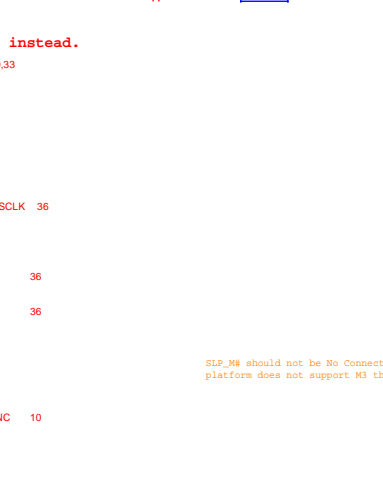 instead.
,33
SCLK 36
36
36
SLP_M# should not be No Connect
platform does not support M3 th
NC 10